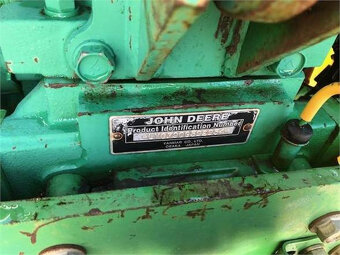 JOHN DEERE
Product Identification Number
YANMAR CO., LTD.
OSAKA JAPAN